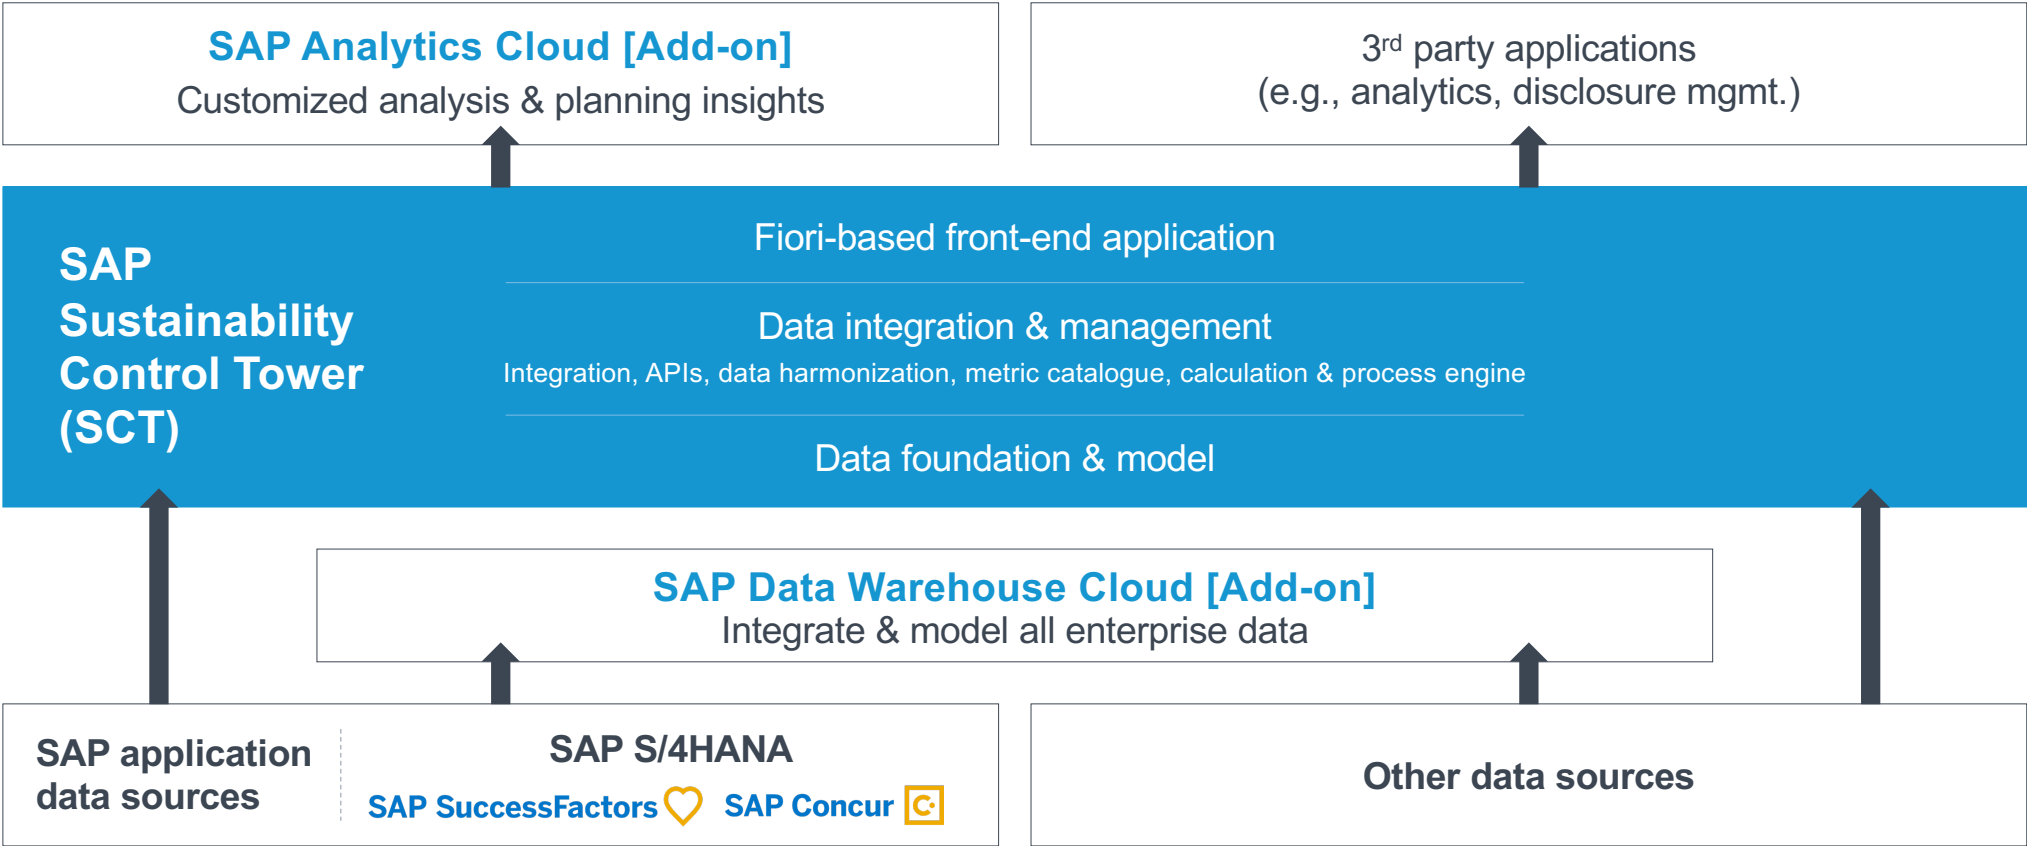 SAP Analytics Cloud [Add-on]
Customized analysis & planning insights
3rd party applications
(e.g., analytics, disclosure mgmt.)
SAP
Sustainability
Control Tower
(SCT)
Fiori-based front-end application
Data integration & management
Integration, APIs, data harmonization, metric catalogue, calculation & process engine
Data foundation & model
SAP Data Warehouse Cloud [Add-on]
Integrate & model all enterprise data
SAP application
data sources
SAP S/4HANA
SAP SuccessFactors
SAP Concur C.
Other data sources